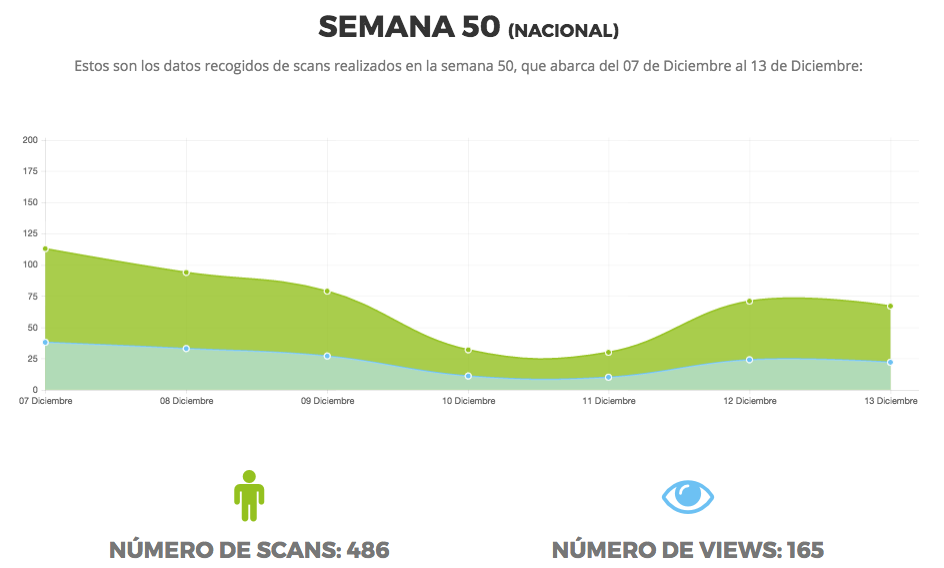 SEMANA 50 (NACIONAL)
Estos son los datos recogidos de scans realizados en la semana 50, que abarca del 07 de Diciembre al 13 de Diciembre:
200
175
150
125
100
75
50
25
0
07 Diciembre 08 Diciembre 09 Diciembre 10 Diciembre 11 Diciembre 12 Diciembre 13 Diciembre
NÚMERO DE SCANS: 486 NÚMERO DE VIEWS: 165